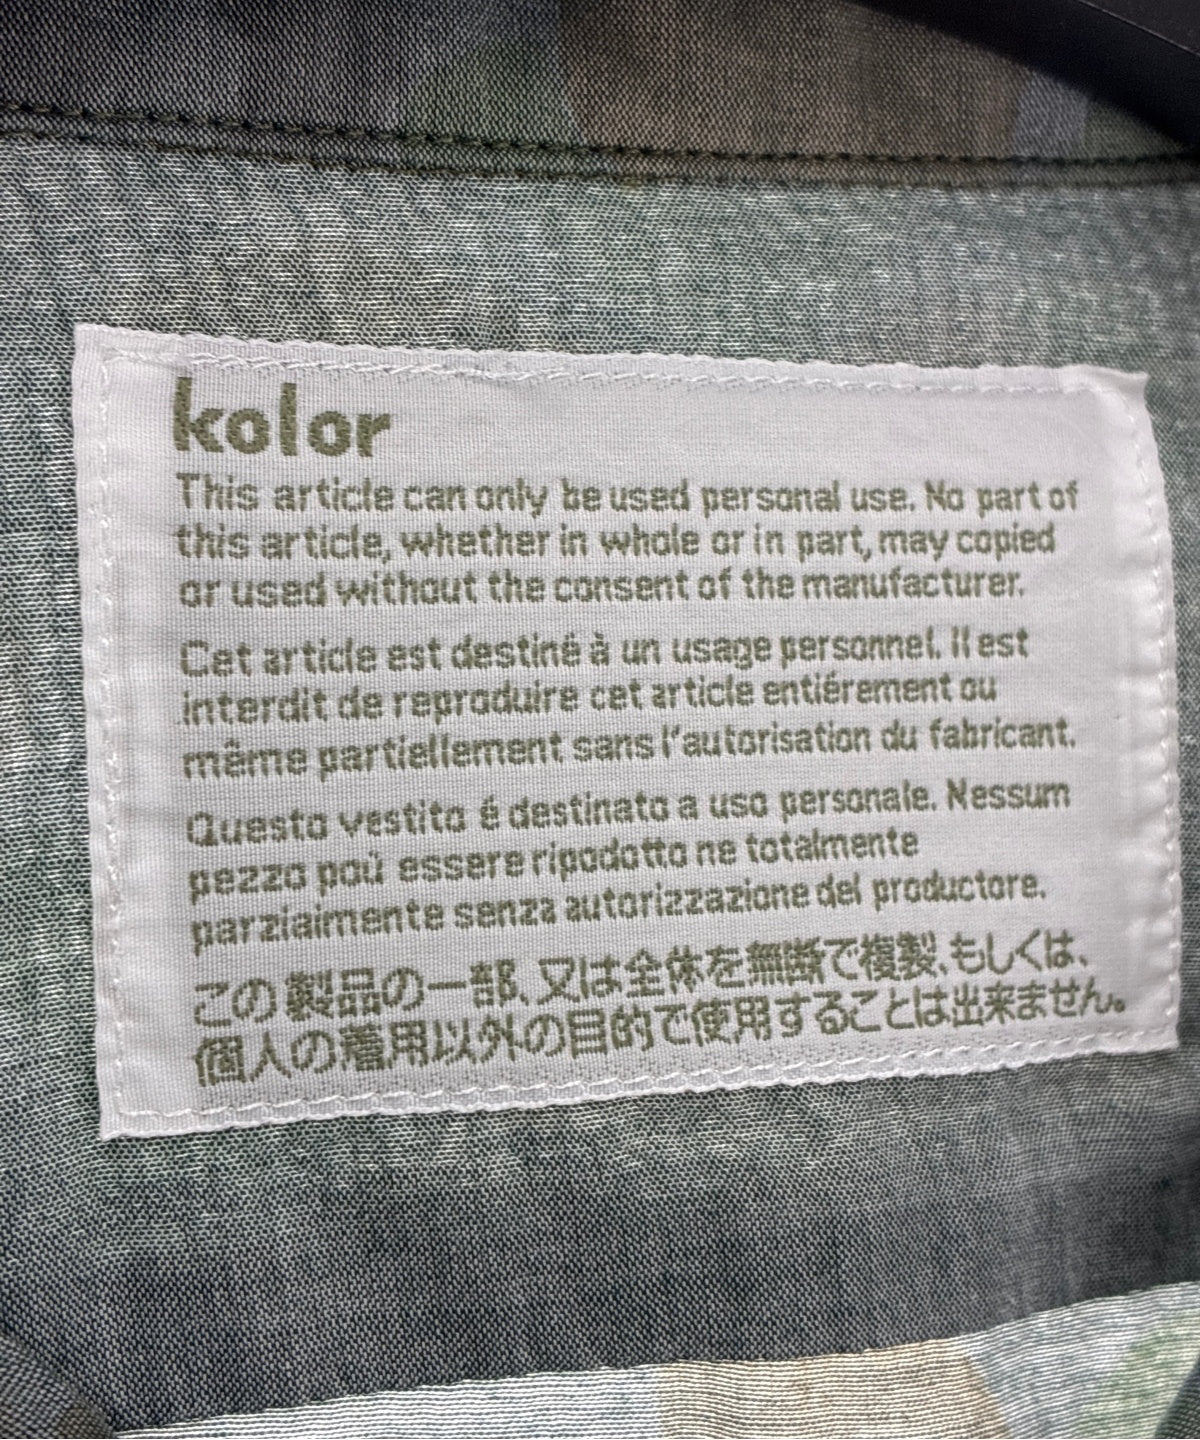 kolor
This article can only be used personal use. No part of
this article, whether in whole or in part, may copied
or used without the consent of the manufacturer.
Cet article est destiné à un usage personnel. Il est
interdit de reproduire cet article entiérement ou
même partiellement sans l'autorisation du fabricant.
Questo vestito é destinato a uso personale. Nessum
pezzo poù essere ripodotto ne totalmente
parziaimente senza autorizzazione del productore.
この製品の一部、又は全体を無断で複製、もしくは、
個人の着用以外の目的で使用することは出来ません。